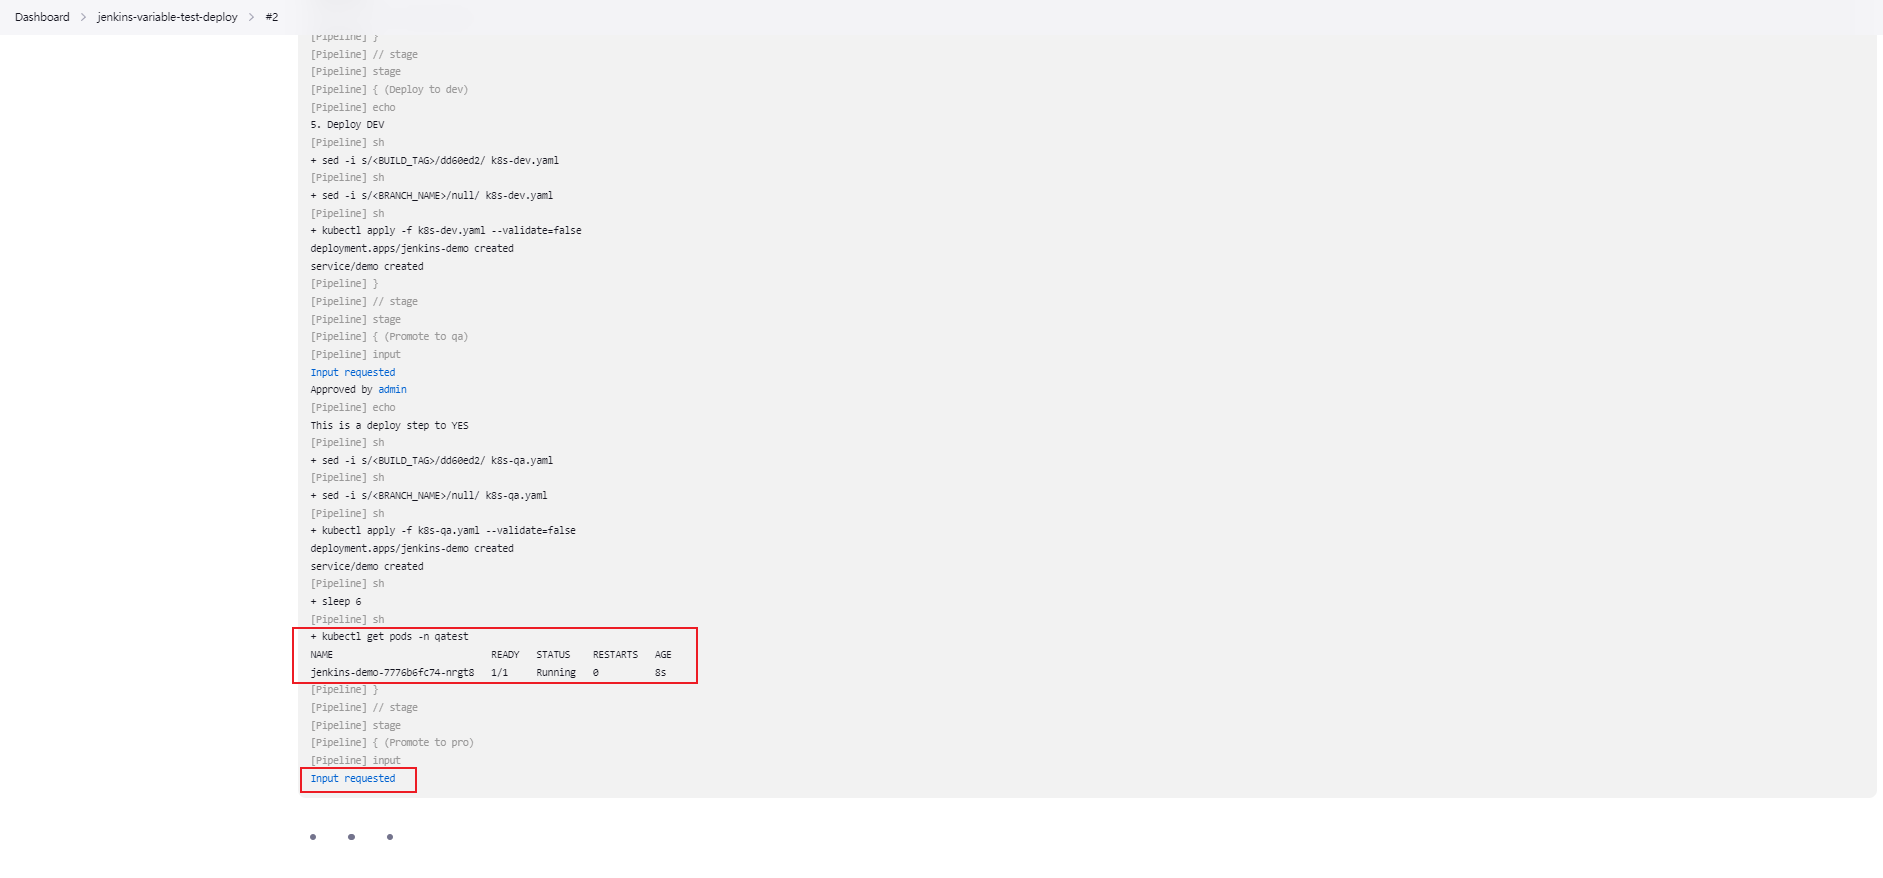 Dashboard > jenkins-variable-test-deploy > #2
[Pipeline] }
[Pipeline] // stage
[Pipeline] stage
[Pipeline] { (Deploy to dev)
[Pipeline] echo
5. Deploy DEV
[Pipeline] sh
+ sed -i s/<BUILD_TAG>/dd60ed2/ k8s-dev.yaml
[Pipeline] sh
+ sed -i s/<BRANCH_NAME>/null/ k8s-dev.yaml
[Pipeline] sh
+ kubectl apply -f k8s-dev.yaml --validate=false
deployment.apps/jenkins-demo created
service/demo created
[Pipeline] }
[Pipeline] // stage
[Pipeline] stage
[Pipeline] { (Promote to qa)
[Pipeline] input
Input requested
Approved by admin
[Pipeline] echo
This is a deploy step to YES
[Pipeline] sh
+ sed -i s/<BUILD_TAG>/dd60ed2/ k8s-qa.yaml
[Pipeline] sh
+ sed -i s/<BRANCH_NAME>/null/ k8s-qa.yaml
[Pipeline] sh
+ kubectl apply -f k8s-qa.yaml --validate=false
deployment.apps/jenkins-demo created
service/demo created
[Pipeline] sh
+ sleep 6
[Pipeline] sh
+ kubectl get pods -n qatest
NAME READY STATUS RESTARTS AGE
jenkins-demo-7776b6fc74-nrgt8 1/1 Running 0 8s
[Pipeline] }
[Pipeline] // stage
[Pipeline] stage
[Pipeline] { (Promote to pro)
[Pipeline] input
Input requested